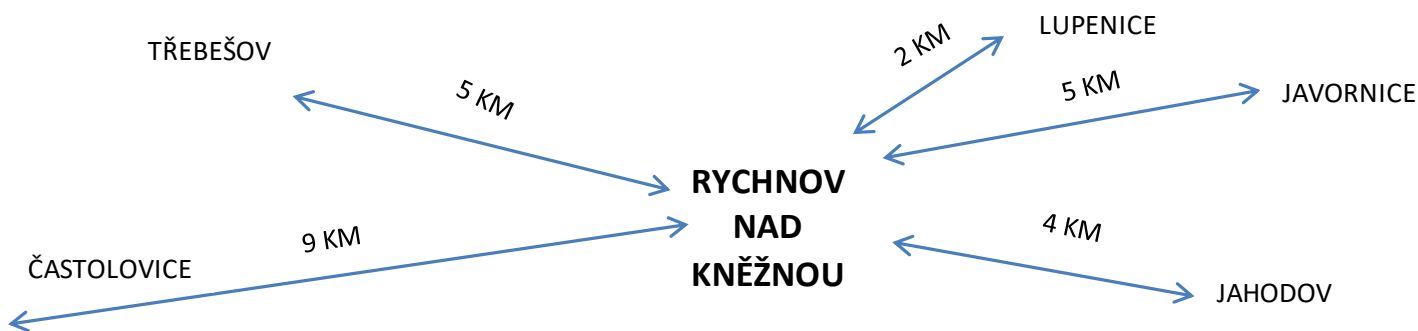 TŘEBEŠOV
5 KM
2 KM
LUPENICE
5 KM
JAVORNICE
RYCHNOV
NAD
KNĚŽNOU
9 KM
ČASTOLOVICE
4 KM
JAHODOV